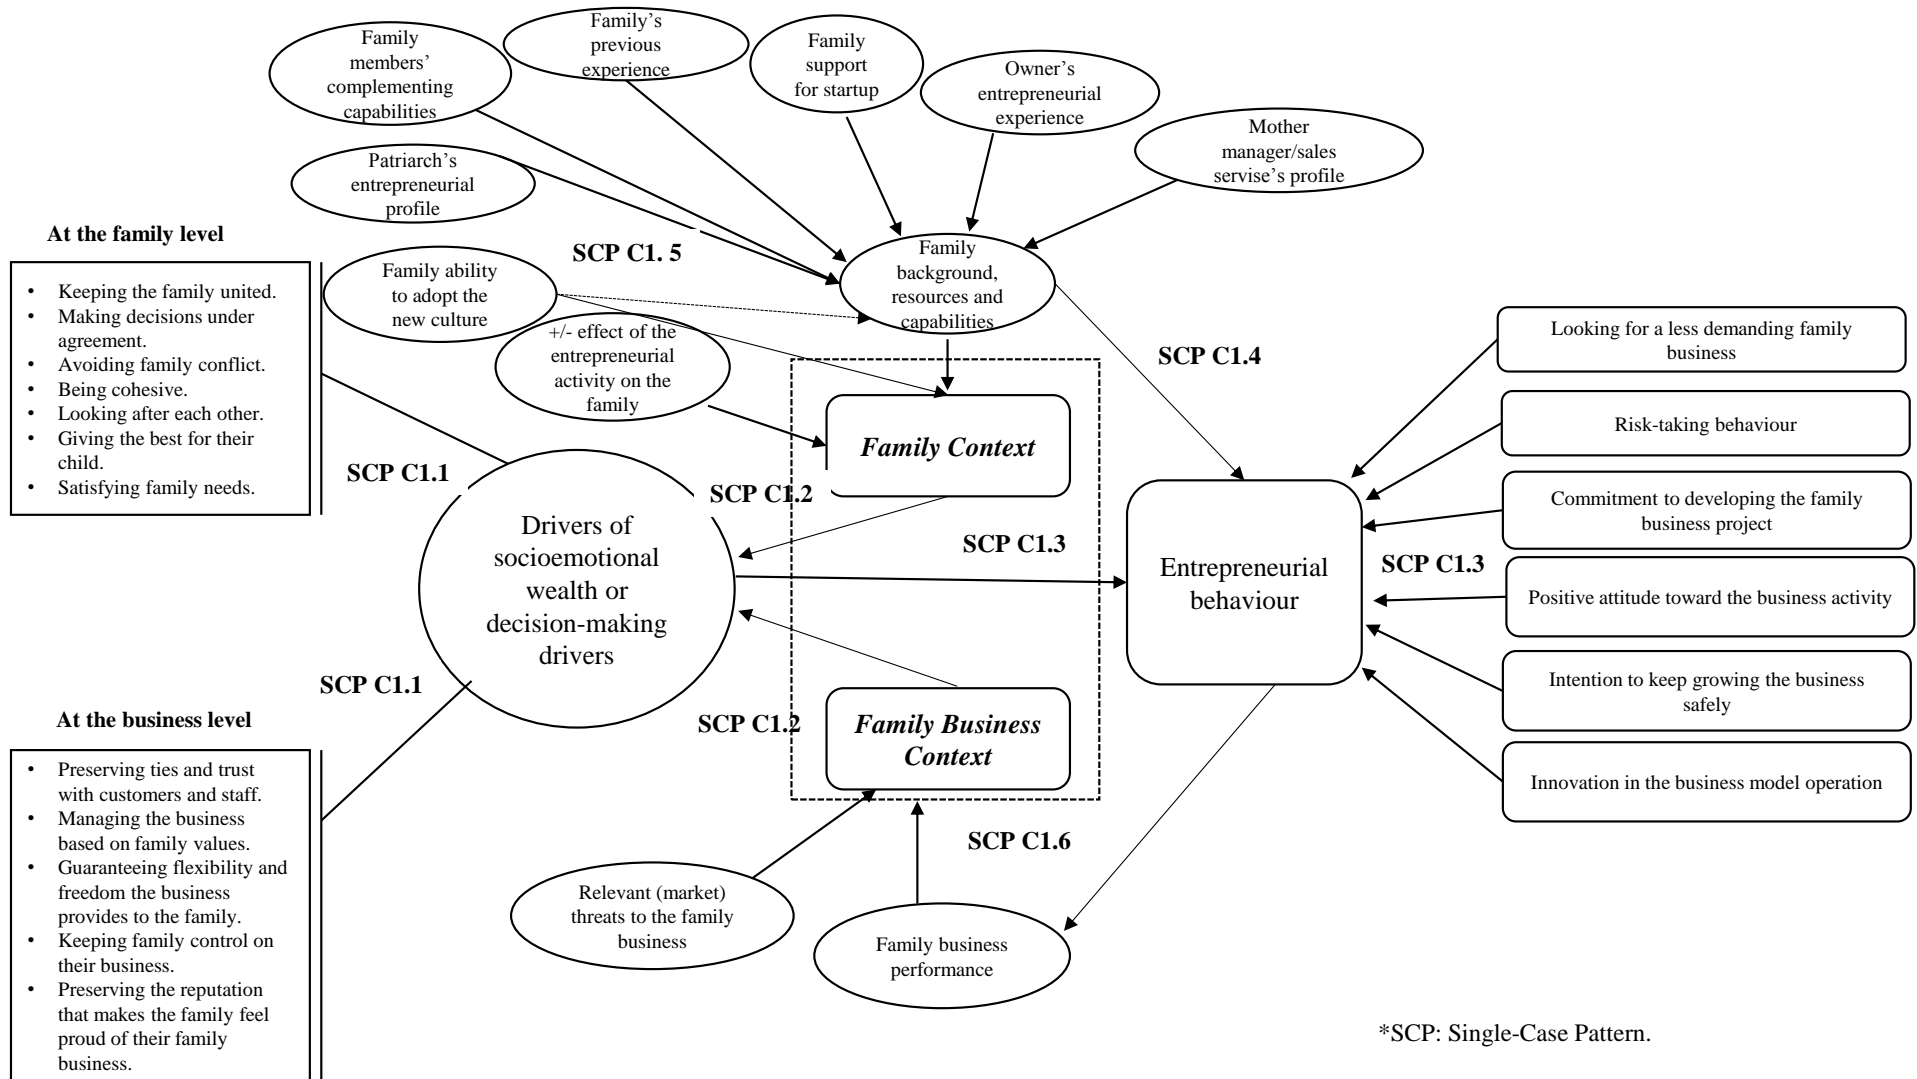 Family
members'
complementing
capabilities
Family's
previous
experience
Family
support
for startup
Owner's
entrepreneurial
experience
Mother
manager/sales
servise's profile
Patriarch's
entrepreneurial
profile
At the family level
SCP C1. 5
Family ability
to adopt the
new culture
Family
background,
resources and
capabilities
• Keeping the family united.
• Making decisions under
agreement.
• Avoiding family conflict.
• Being cohesive.
• Looking after each other.
• Giving the best for their
child.
• Satisfying family needs.
+/- effect of the
entrepreneurial
activity on the
family
SCP C1.4
Looking for a less demanding family
business
Risk-taking behaviour
Family Context
SCP C1.1
SCP C1.2
Commitment to developing the family
business project
Drivers of
socioemotional
wealth or
decision-making
drivers
SCP C1.3
Entrepreneurial
behaviour
SCP C1.3
Positive attitude toward the business activity
SCP C1.1
Intention to keep growing the business
safely
At the business level
SCP C1.2
Family Business
Context
Innovation in the business model operation
• Preserving ties and trust
with customers and staff.
• Managing the business
based on family values.
• Guaranteeing flexibility and
freedom the business
provides to the family.
• Keeping family control on
their business.
• Preserving the reputation
that makes the family feel
proud of their family
business.
SCP C1.6
Relevant (market)
threats to the family
business
Family business
performance
*SCP: Single-Case Pattern.